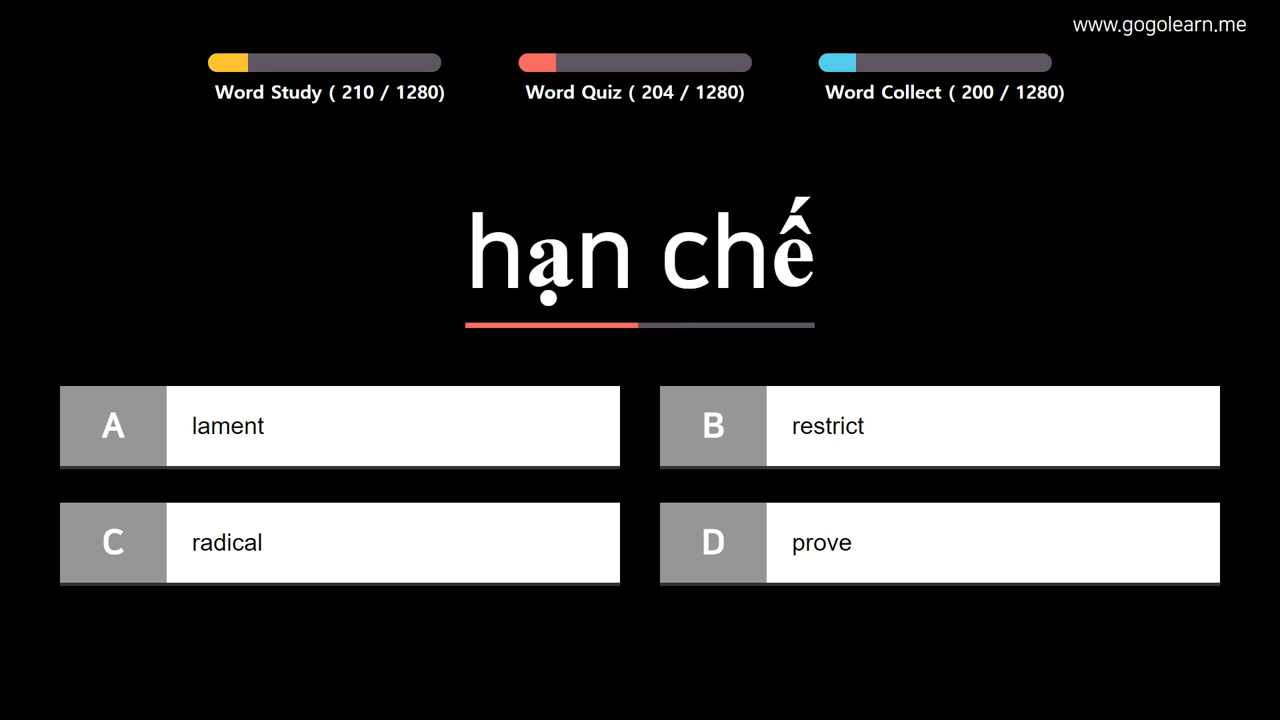 www.gogolearn.me
Word Study ( 210 / 1280)
Word Quiz ( 204 / 1280)
Word Collect ( 200 / 1280)
hạn chế
A lament
B restrict
C radical
D prove